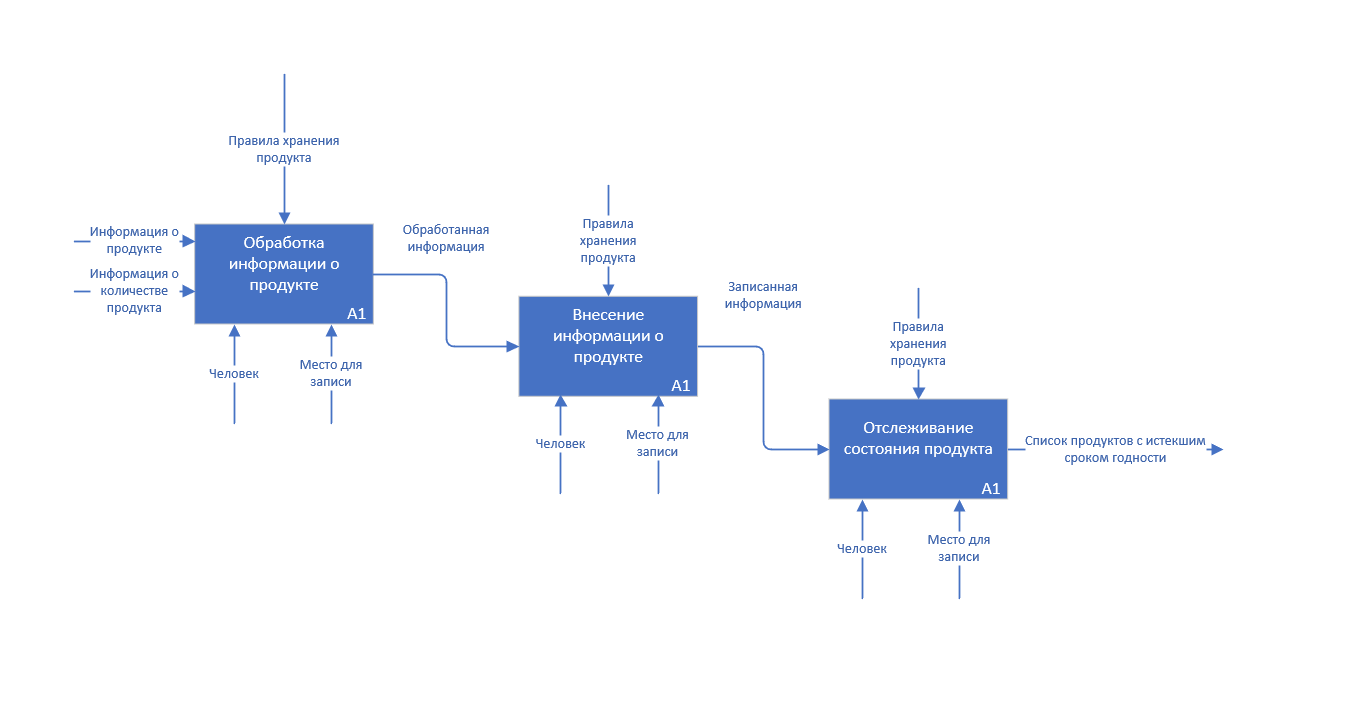 Правила хранения
продукта
Информация о
продукте
Информация о
количестве
продукта
Обработка
информации о
продукте
A1
Человек
Место для
записи
Обработанная
информация
Правила
хранения
продукта
Внесение
информации о
продукте
A1
Человек
Место для
записи
Записанная
информация
Правила
хранения
продукта
Отслеживание
состояния продукта
A1
Человек
Место для
записи
Список продуктов с истекшим
сроком годности